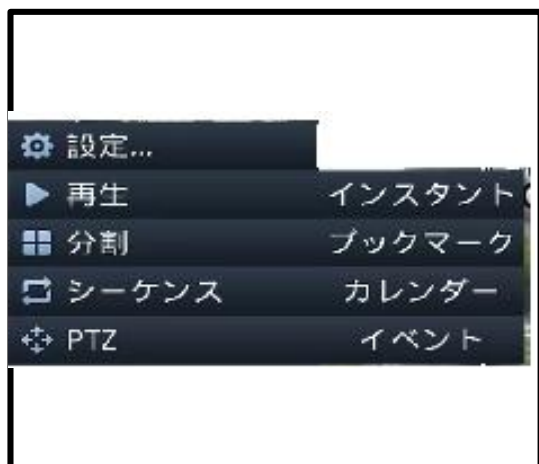 設定...
再生 インスタント
分割 ブックマーク
シーケンス カレンダー
PTZ イベント